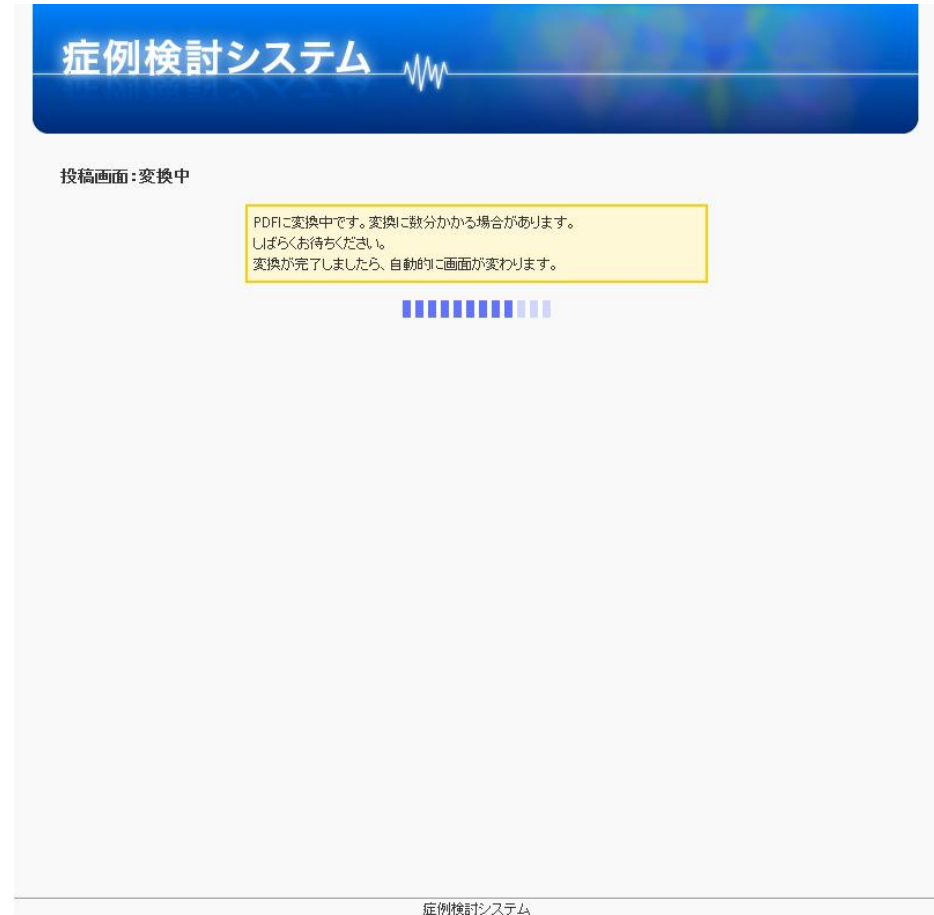 症例検討システム
投稿画面：変換中
PDFに変換中です。変換に数分かかる場合があります。
しばらくお待ちください。
変換が完了しましたら、自動的に画面が変わります。
症例検討システム